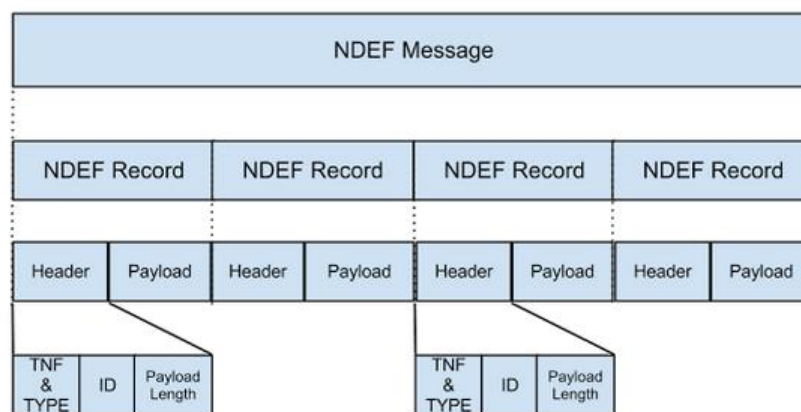 NDEF Message
NDEF Record NDEF Record NDEF Record NDEF Record
Header Payload Header Payload Header Payload Header Payload
TNF & TYPE ID Payload Length TNF & TYPE ID Payload Length